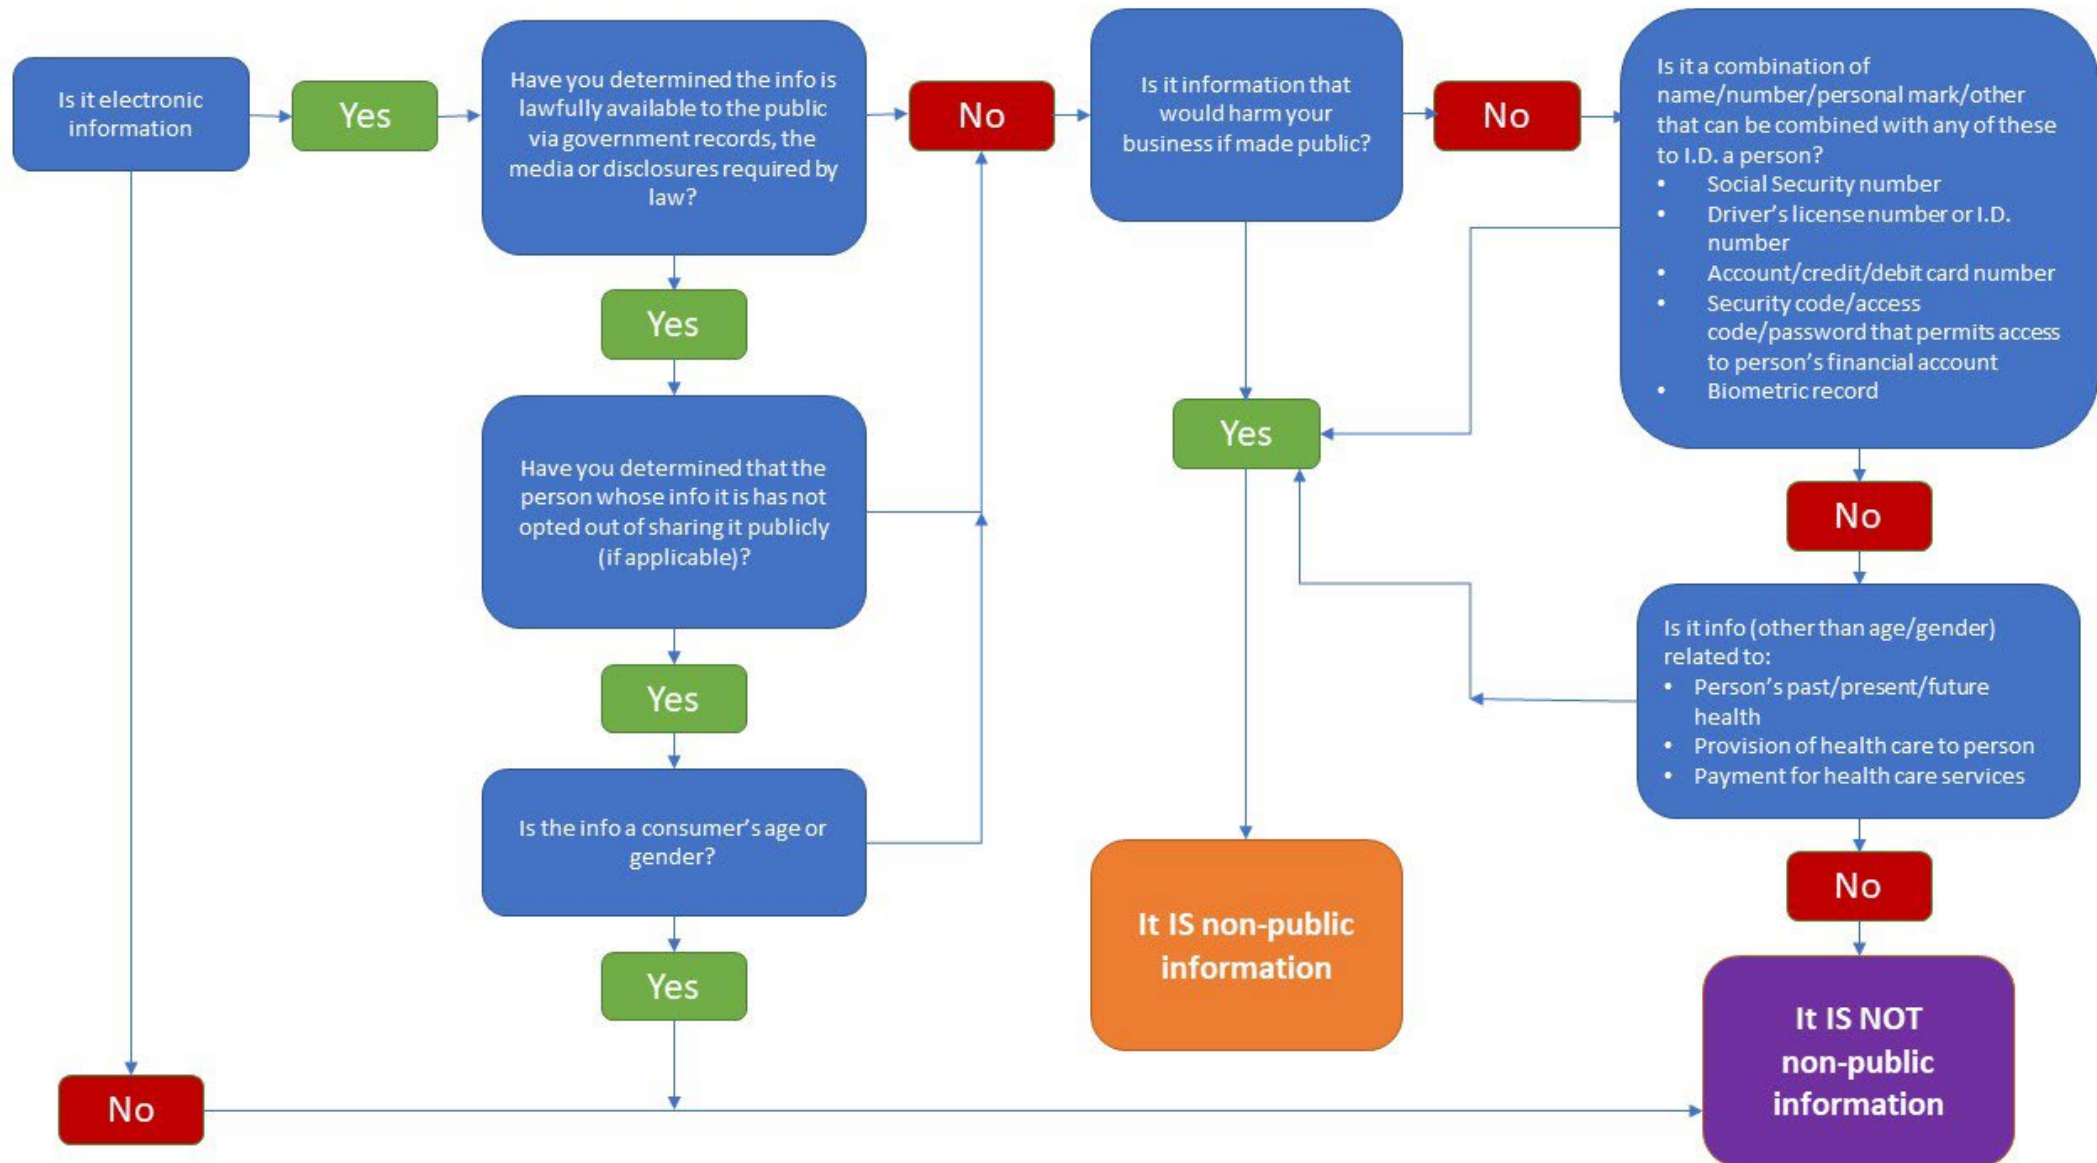 Is it electronic
information
Yes
Have you determined the info is
lawfully available to the public
via government records, the
media or disclosures required by
law?
No
Is it information that
would harm your
business if made public?
No
Is it a combination of
name/number/personal mark/other
that can be combined with any of these
to I.D. a person?
• Social Security number
• Driver’s license number or I.D.
number
• Account/credit/debit card number
• Security code/access
code/password that permits access
to person’s financial account
• Biometric record
Yes
Have you determined that the
person whose info it is has not
opted out of sharing it publicly
(if applicable)?
Yes
No
Is it info (other than age/gender)
related to:
• Person’s past/present/future
health
• Provision of health care to person
• Payment for health care services
Yes
Is the info a consumer’s age or
gender?
It IS non-public
information
No
Yes
It IS NOT
non-public
information
No